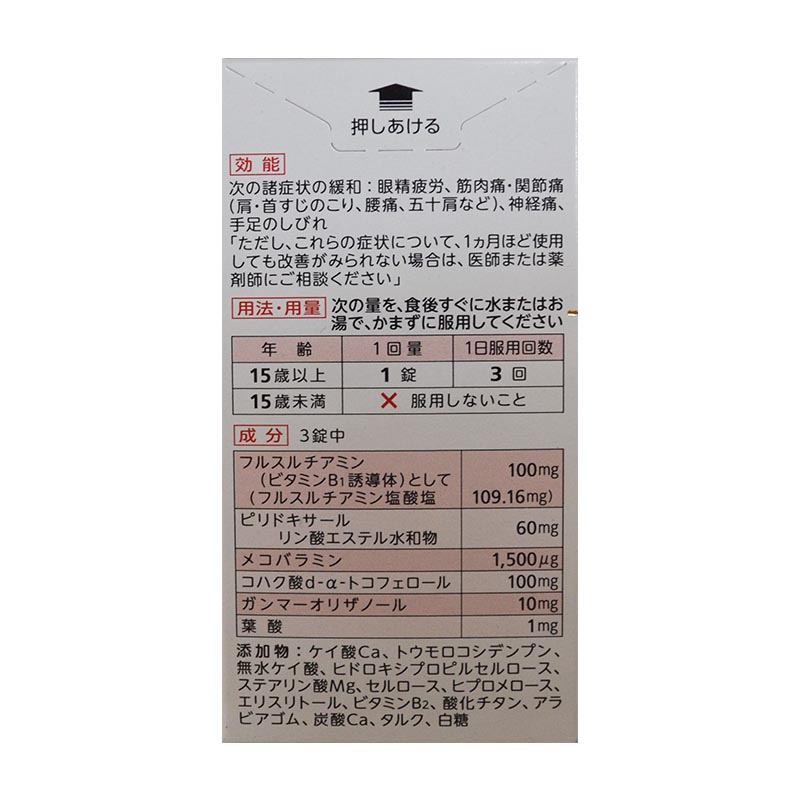 押しあける
効能
次の諸症状の緩和：眼精疲労、筋肉痛・関節痛
（肩・首すじのこり、腰痛、五十肩など）、神経痛、
手足のしびれ
「ただし、これらの症状について、1ヵ月ほど使用
しても改善がみられない場合は、医師または薬
剤師にご相談ください」
用法・用量 次の量を、食後すぐに水またはお
湯で、かまずに服用してください
年齢 1回量 1日服用回数
15歳以上 1錠 3回
15歳未満 × 服用しないこと
成分 3錠中
フルスルチアミン
（ビタミンB1誘導体）として 100mg
（フルスルチアミン塩酸塩 109.16mg）
ピリドキサール
リン酸エステル水和物 60mg
メコバラミン 1,500μg
コハク酸d-α-トコフェロール 100mg
ガンマーオリザノール 10mg
葉酸 1mg
添加物：ケイ酸Ca、トウモロコシデンプン、
無水ケイ酸、ヒドロキシプロピルセルロース、
ステアリン酸Mg、セルロース、ヒプロメロース、
エリスリトール、ビタミンB2、酸化チタン、アラ
ビアゴム、炭酸Ca、タルク、白糖